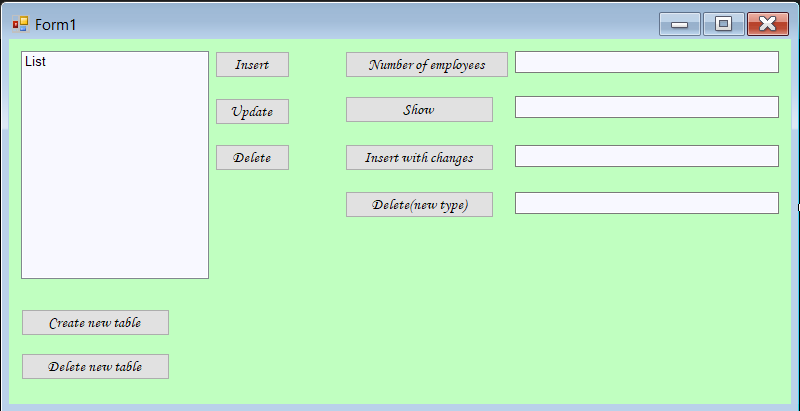 Form1
List
Insert
Update
Delete
Number of employees
Show
Insert with changes
Delete(new type)
Create new table
Delete new table